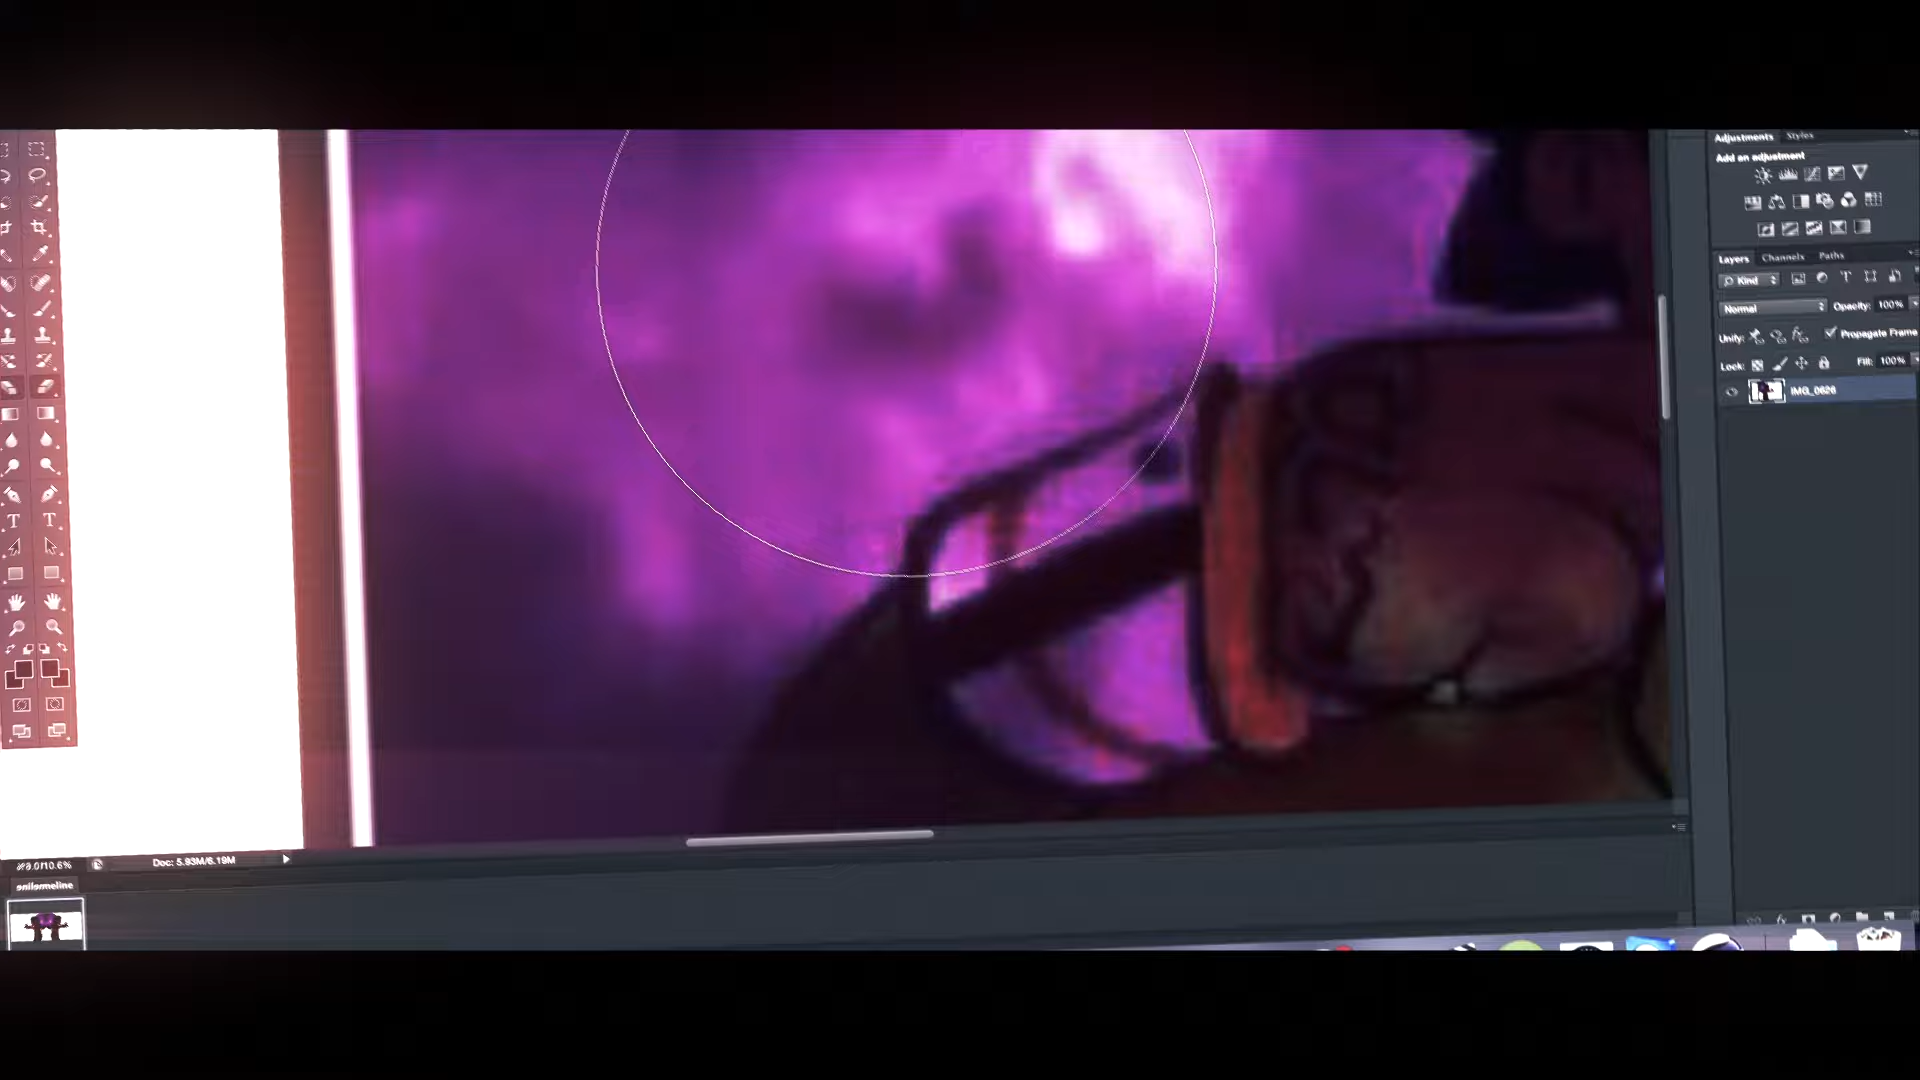 Adjustments Styles
Add an adjustment
Layers Channels Paths
Kind
Normal Opacity: 100%
Unify: Propagate Frame
Lock: Fill: 100%
IMG_0626
T T
Doc: 5.93M/6.19M